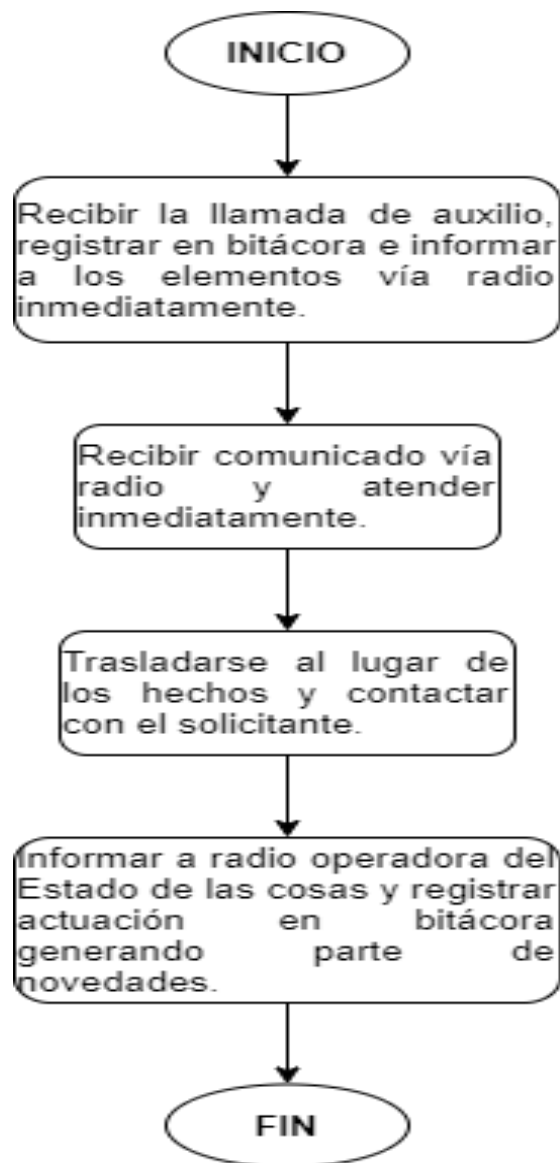 INICIO
Recibir la llamada de auxilio,
registrar en bitácora e informar
a los elementos vía radio
inmediatamente.
Recibir comunicado vía
radio y atender
inmediatamente.
Trasladarse al lugar de
los hechos y contactar
con el solicitante.
Informar a radio operadora del
Estado de las cosas y registrar
actuación en bitácora
generando parte de
novedades.
FIN